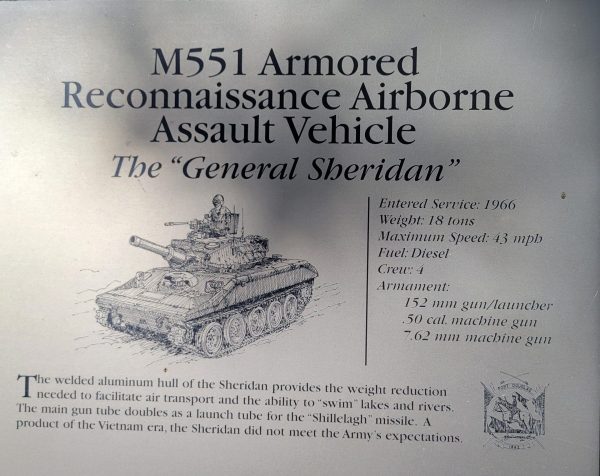 M551 Armored
Reconnaissance Airborne
Assault Vehicle
The "General Sheridan"
Entered Service: 1966
Weight: 18 tons
Maximum Speed: 43 mph
Fuel: Diesel
Crew: 4
Armament:
152 mm gun/launcher
.50 cal. machine gun
7.62 mm machine gun
The welded aluminum hull of the Sheridan provides the weight reduction
needed to facilitate air transport and the ability to "swim" lakes and rivers.
The main gun tube doubles as a launch tube for the "Shillelagh" missile. A
product of the Vietnam era, the Sheridan did not meet the Army's expectations.
FORT DOUGLAS
1862